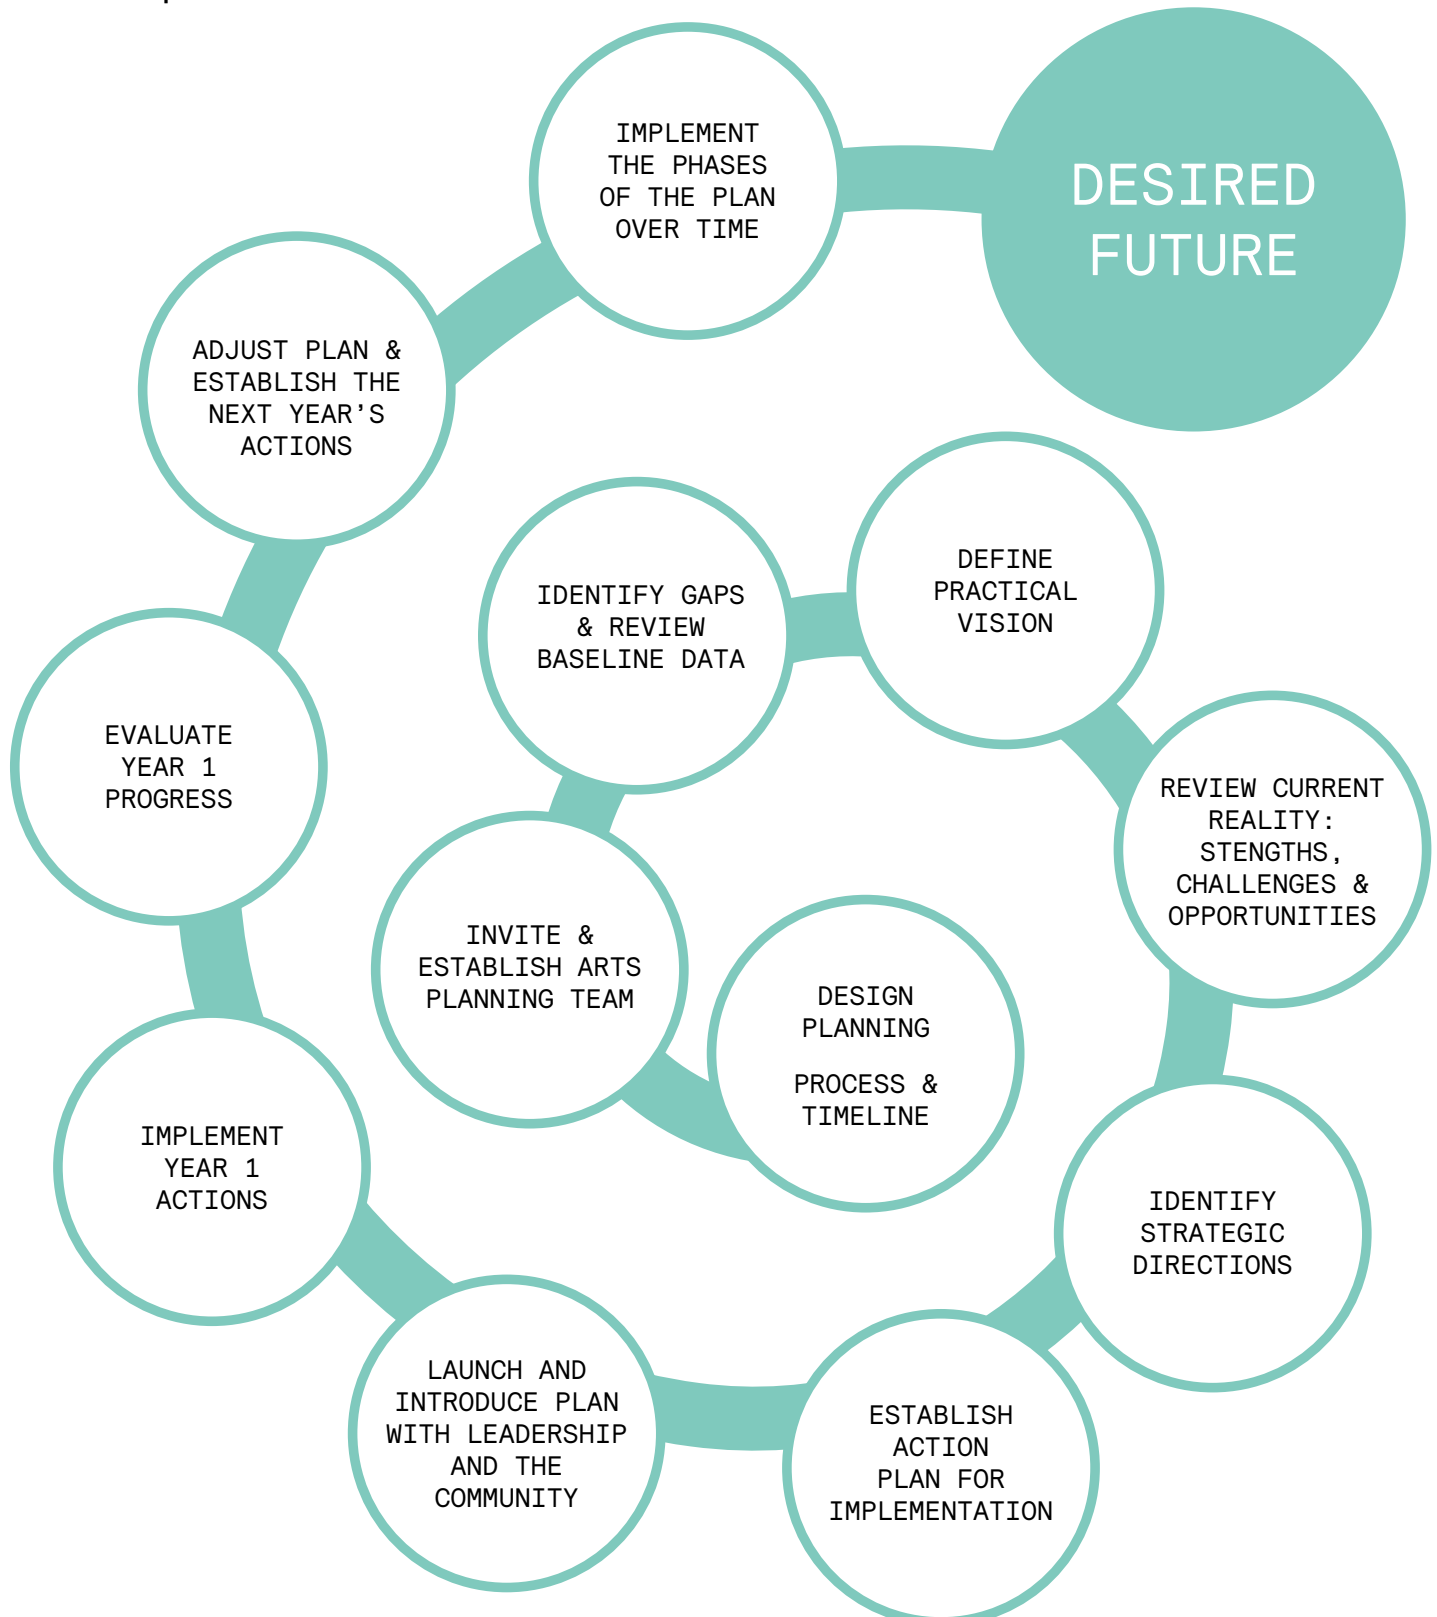 IMPLEMENT
THE PHASES
OF THE PLAN
OVER TIME
DESIRED
FUTURE
ADJUST PLAN &
ESTABLISH THE
NEXT YEAR’S
ACTIONS
IDENTIFY GAPS
& REVIEW
BASELINE DATA
DEFINE
PRACTICAL
VISION
EVALUATE
YEAR 1
PROGRESS
REVIEW CURRENT
REALITY:
STENGTHS,
CHALLENGES &
OPPORTUNITIES
INVITE &
ESTABLISH ARTS
PLANNING TEAM
DESIGN
PLANNING
PROCESS &
TIMELINE
IMPLEMENT
YEAR 1
ACTIONS
IDENTIFY
STRATEGIC
DIRECTIONS
LAUNCH AND
INTRODUCE PLAN
WITH LEADERSHIP
AND THE
COMMUNITY
ESTABLISH
ACTION
PLAN FOR
IMPLEMENTATION